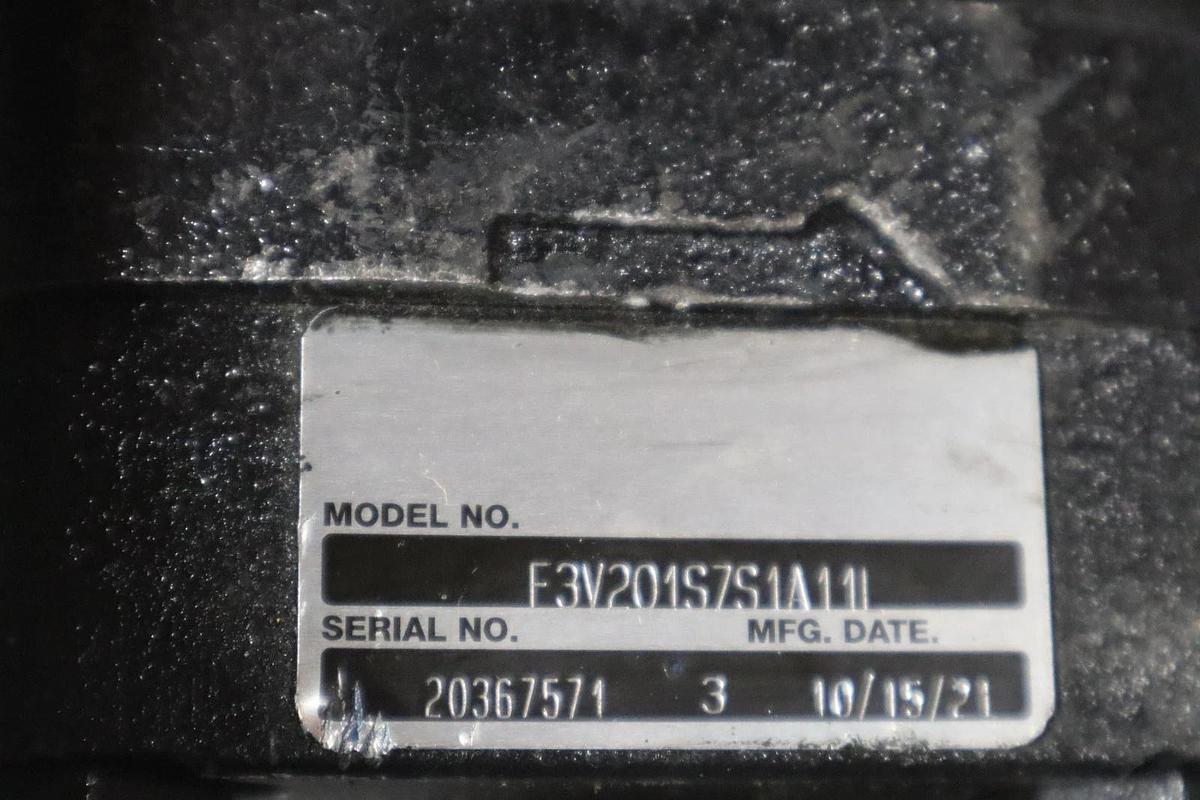 MODEL NO.
F3V201S7S1A11L
SERIAL NO. MFG. DATE.
20367571 3 10/15/21